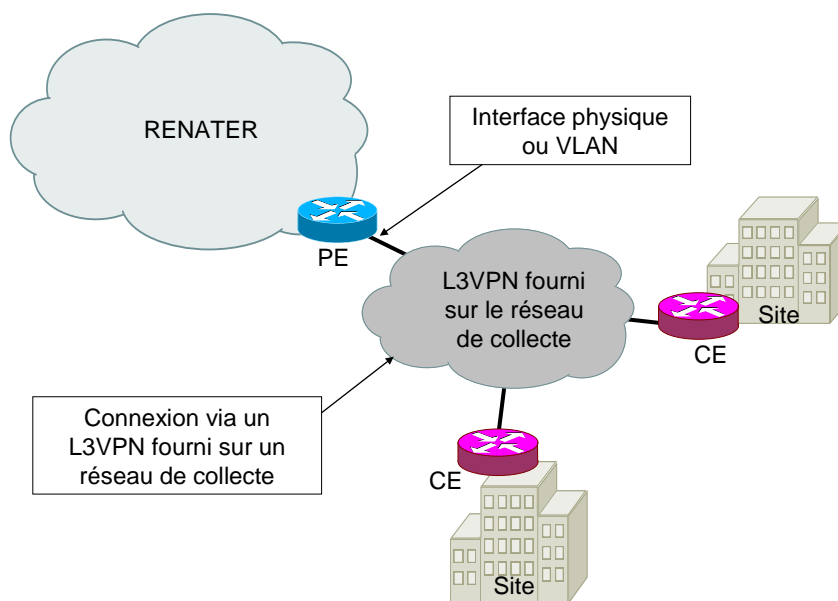 RENATER
Interface physique
ou VLAN
PE
L3VPN fourni
sur le réseau
de collecte
Site
CE
Connexion via un
L3VPN fourni sur un
réseau de collecte
CE
Site